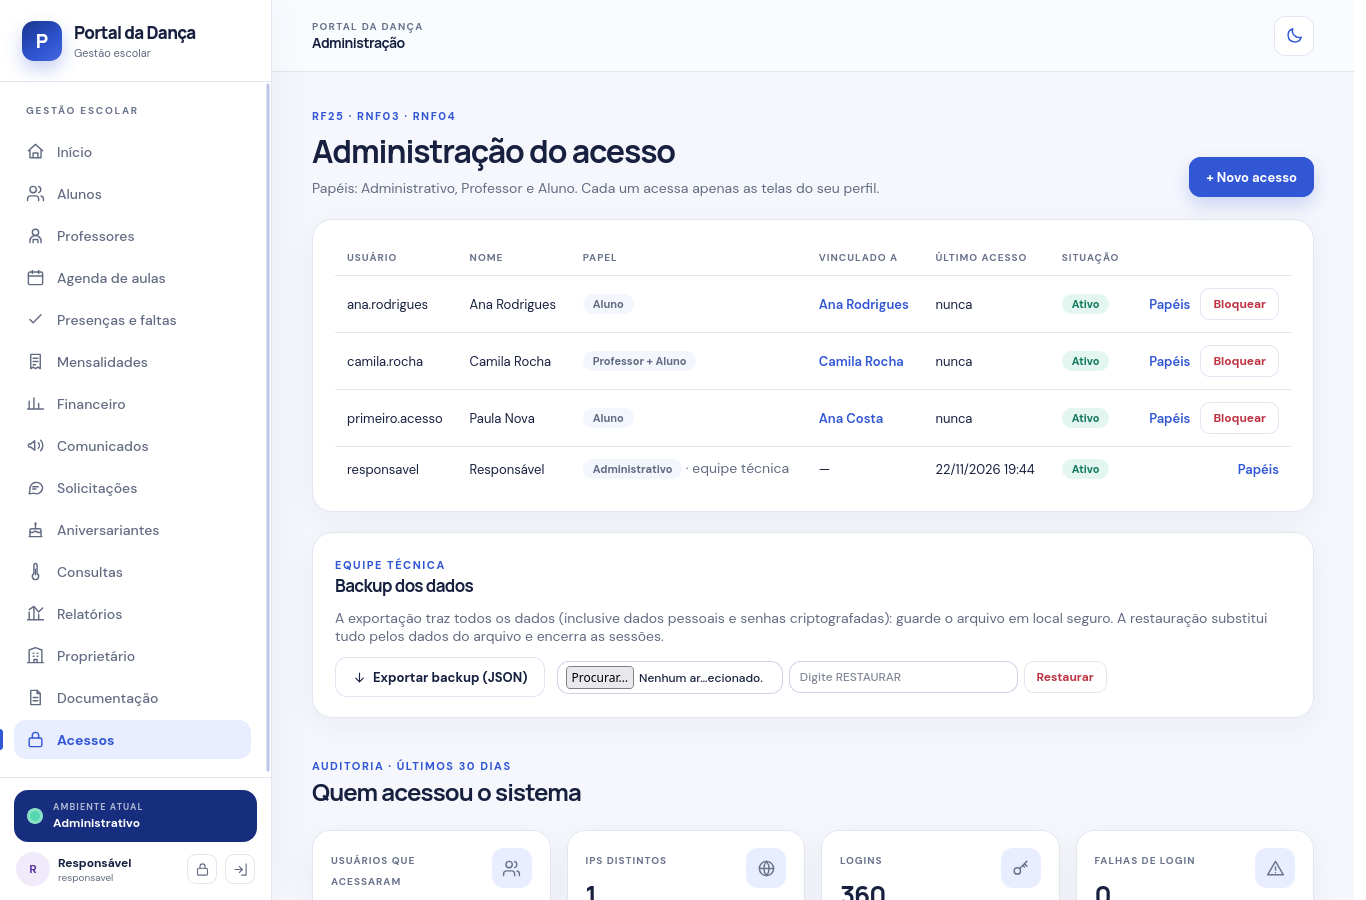 P
Portal da Dança
Gestão escolar
GESTÃO ESCOLAR
Início
Alunos
Professores
Agenda de aulas
Presenças e faltas
Mensalidades
Financeiro
Comunicados
Solicitações
Aniversariantes
Consultas
Relatórios
Proprietário
Documentação
Acessos
AMBIENTE ATUAL
Administrativo
R
Responsável
responsavel
PORTAL DA DANÇA
Administração
RF25 · RNF03 · RNF04
Administração do acesso
Papéis: Administrativo, Professor e Aluno. Cada um acessa apenas as telas do seu perfil.
+ Novo acesso
USUÁRIO NOME PAPEL VINCULADO A ÚLTIMO ACESSO SITUAÇÃO
ana.rodrigues Ana Rodrigues Aluno Ana Rodrigues nunca Ativo Papéis Bloquear
camila.rocha Camila Rocha Professor + Aluno Camila Rocha nunca Ativo Papéis Bloquear
primeiro.acesso Paula Nova Aluno Ana Costa nunca Ativo Papéis Bloquear
responsavel Responsável Administrativo · equipe técnica — 22/11/2026 19:44 Ativo Papéis
EQUIPE TÉCNICA
Backup dos dados
A exportação traz todos os dados (inclusive dados pessoais e senhas criptografadas): guarde o arquivo em local seguro. A restauração substitui
tudo pelos dados do arquivo e encerra as sessões.
↓ Exportar backup (JSON) Procurar... Nenhum ar...ecionado. Digite RESTAURAR Restaurar
AUDITORIA · ÚLTIMOS 30 DIAS
Quem acessou o sistema
USUÁRIOS QUE
ACESSARAM
IPS DISTINTOS
1
LOGINS
360
FALHAS DE LOGIN
0